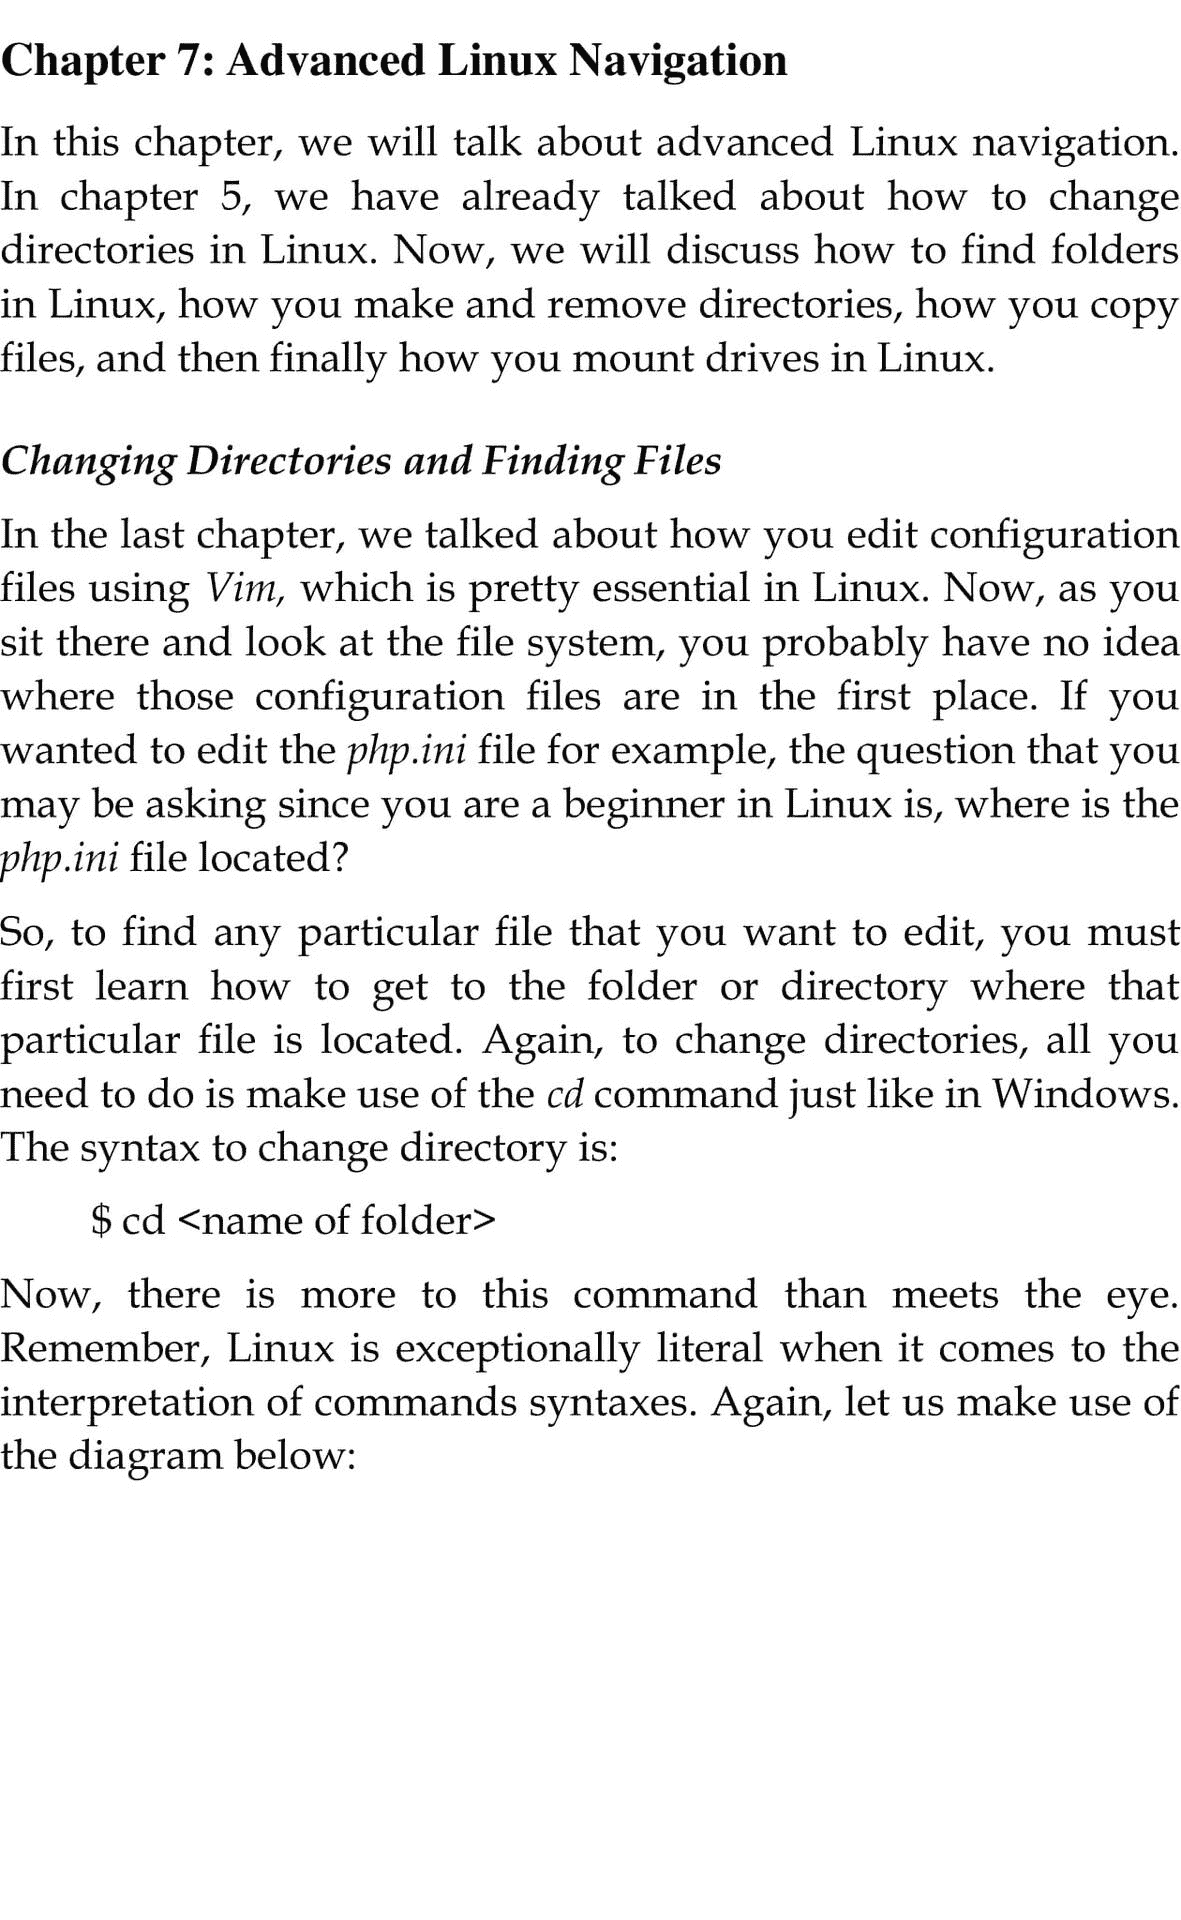 Chapter 7: Advanced Linux Navigation
In this chapter, we will talk about advanced Linux navigation.
In chapter 5, we have already talked about how to change
directories in Linux. Now, we will discuss how to find folders
in Linux, how you make and remove directories, how you copy
files, and then finally how you mount drives in Linux.
Changing Directories and Finding Files
In the last chapter, we talked about how you edit configuration
files using Vim, which is pretty essential in Linux. Now, as you
sit there and look at the file system, you probably have no idea
where those configuration files are in the first place. If you
wanted to edit the php.ini file for example, the question that you
may be asking since you are a beginner in Linux is, where is the
php.ini file located?
So, to find any particular file that you want to edit, you must
first learn how to get to the folder or directory where that
particular file is located. Again, to change directories, all you
need to do is make use of the cd command just like in Windows.
The syntax to change directory is:
$ cd <name of folder>
Now, there is more to this command than meets the eye.
Remember, Linux is exceptionally literal when it comes to the
interpretation of commands syntaxes. Again, let us make use of
the diagram below: